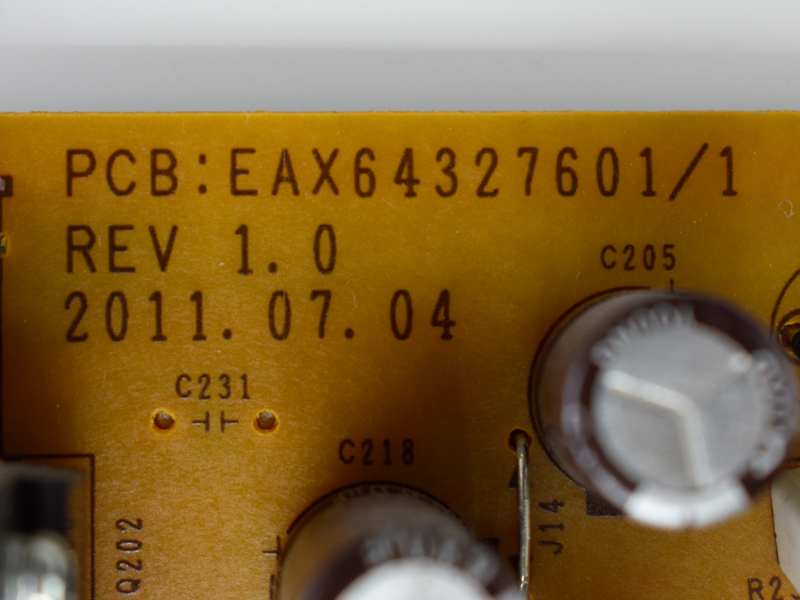 PCB:EAX64327601/1
REV 1.0
2011.07.04
C205
C231
C218
J14
Q202